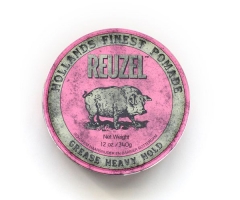 HOLLANDS FINEST POMADE
REUZEL
Net Weight
12 oz/340g
GREASE HEAVY HOLD